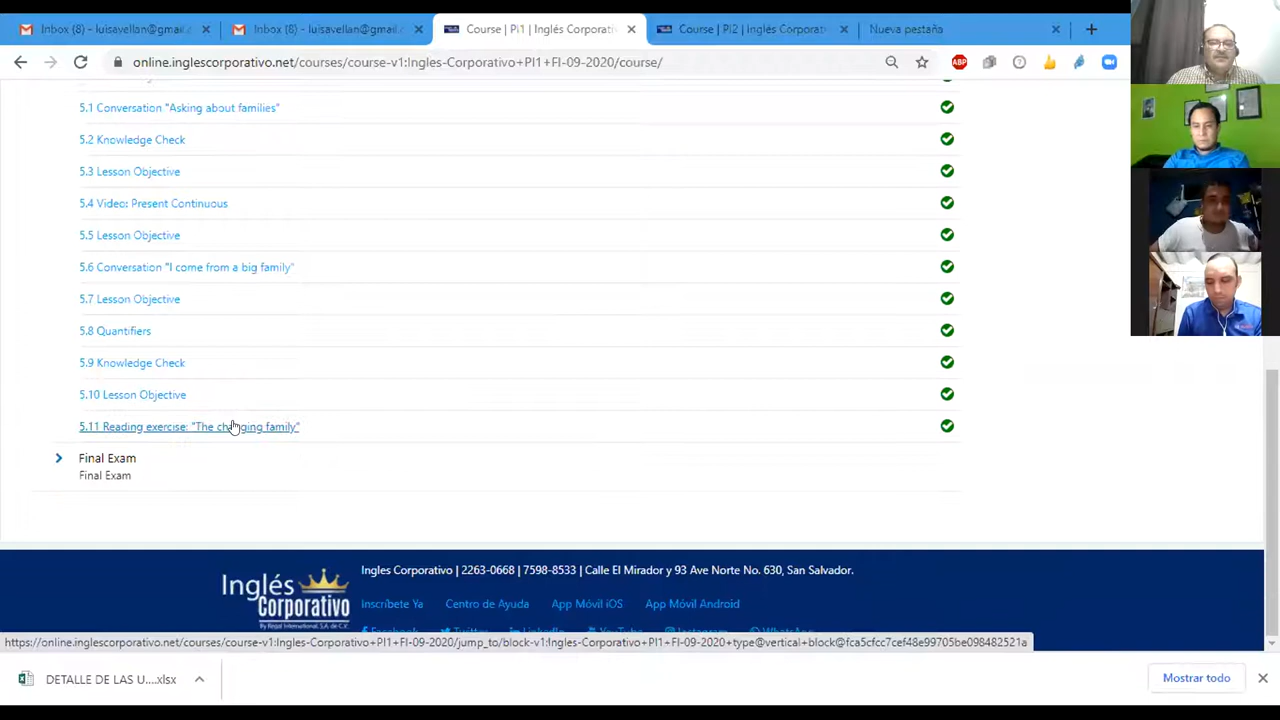 Inbox (8) - luisavellan@gmail.
Inbox (8) - luisavellan@gmail.
Course | PI1 | Inglés Corporati
Course | PI2 | Inglés Corporat
Nueva pestaña
online.inglescorporativo.net/courses/course-v1:Ingles-Corporativo+PI1+FI-09-2020/course/
ABP
5.1 Conversation "Asking about families"
5.2 Knowledge Check
5.3 Lesson Objective
5.4 Video: Present Continuous
5.5 Lesson Objective
5.6 Conversation "I come from a big family"
5.7 Lesson Objective
5.8 Quantifiers
5.9 Knowledge Check
5.10 Lesson Objective
5.11 Reading exercise: "The changing family"
Final Exam
Final Exam
Inglés Corporativo
Ingles Corporativo | 2263-0668 | 7598-8533 | Calle El Mirador y 93 Ave Norte No. 630, San Salvador.
Inscríbete Ya
Centro de Ayuda
App Móvil iOS
App Móvil Android
https://online.inglescorporativo.net/courses/course-v1:Ingles-Corporativo+PI1+FI-09-2020/jump_to/block-v1:Ingles-Corporativo+PI1+FI-09-2020+type@vertical+block@fca5cfcc7cef48e99705be098482521a
DETALLE DE LAS U....xlsx
Mostrar todo